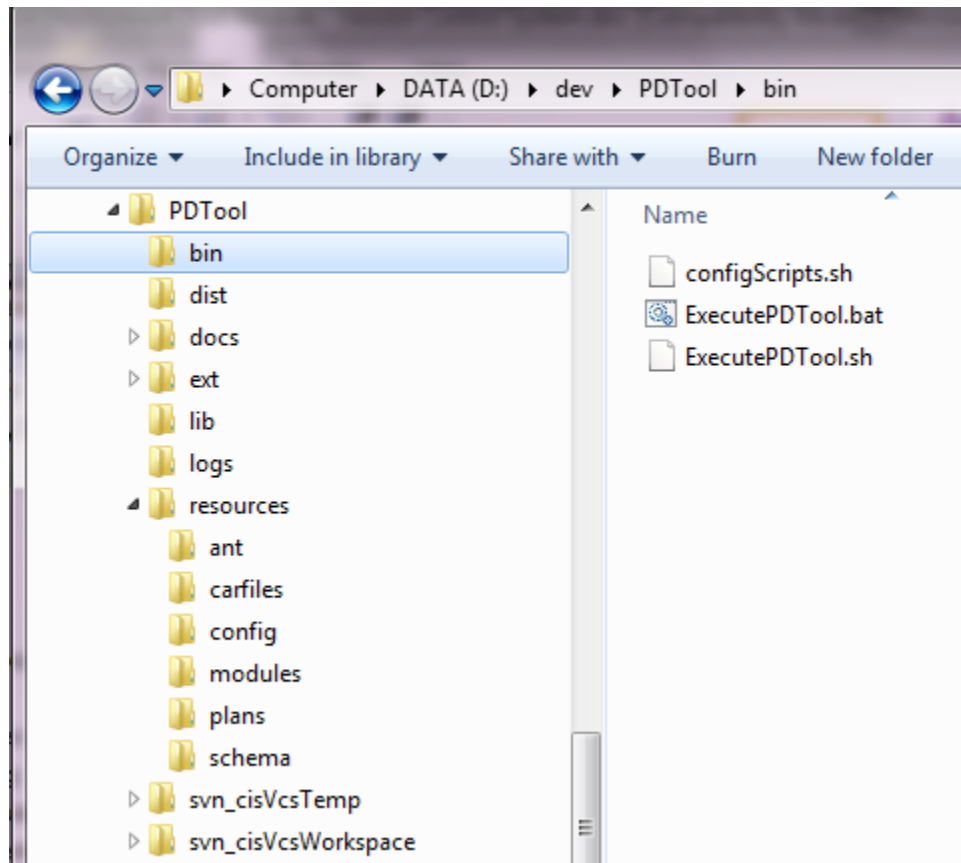 Computer DATA (D:) dev PDTool bin
Organize Include in library Share with Burn New folder
PDTool
bin
dist
docs
ext
lib
logs
resources
ant
carfiles
config
modules
plans
schema
svn_cisVcsTemp
svn_cisVcsWorkspace
Name
configScripts.sh
ExecutePDTool.bat
ExecutePDTool.sh